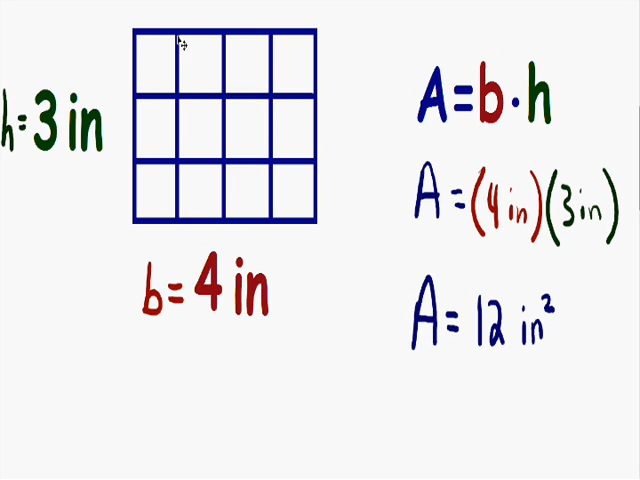 h = 3 in
b = 4 in
A = b · h
A = (4 in)(3 in)
A = 12 in²